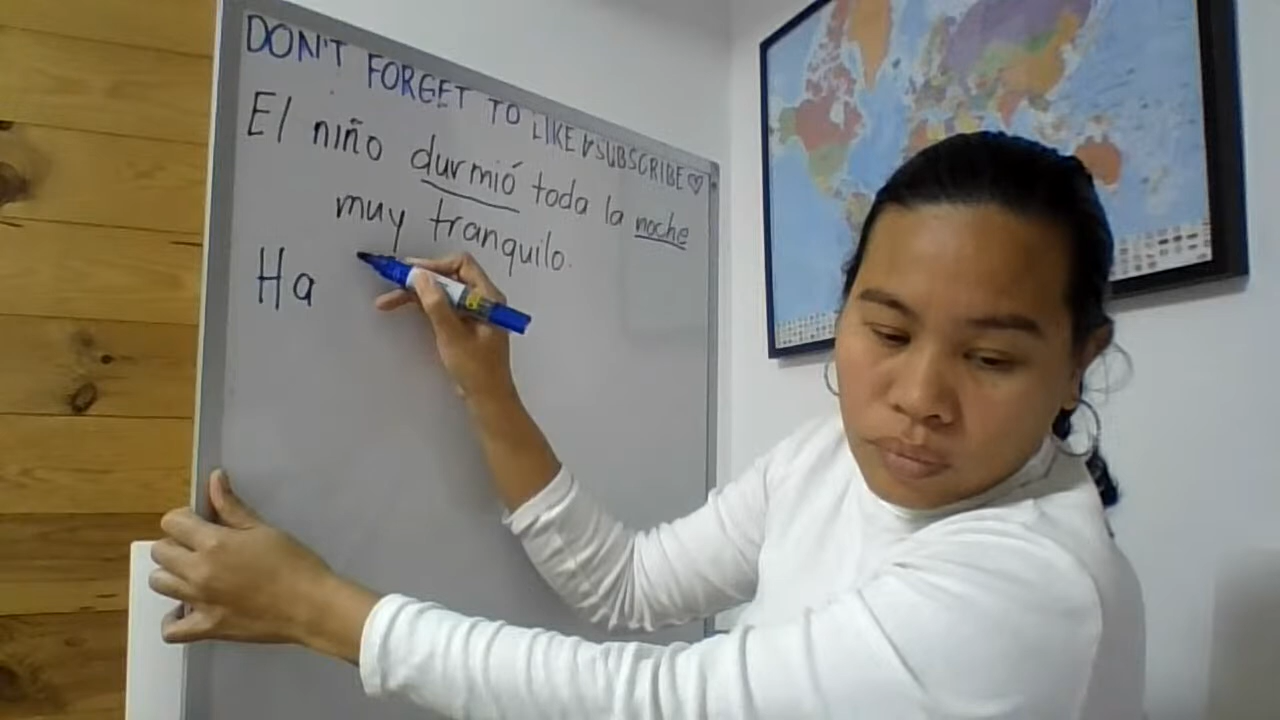 DON'T FORGET TO LIKE & SUBSCRIBE ♡
El niño durmió toda la noche
muy tranquilo.
Ha